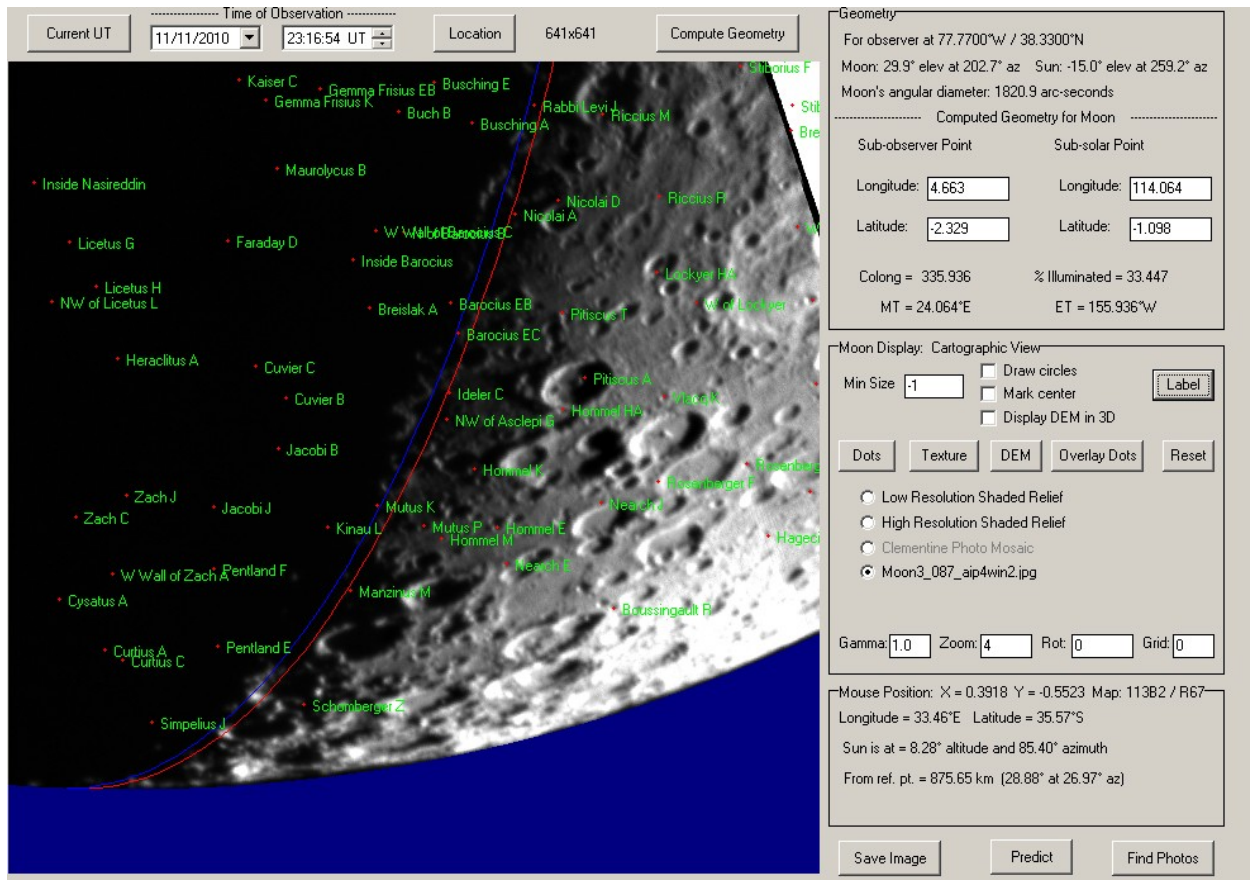 Time of Observation
Current UT
11/11/2010
23:16:54 UT
Location
641x641
Compute Geometry
Stiborius F
Kaiser C
Gemma Frisius EB
Busching E
Gemma Frisius K
Buch B
Rabbi Levi J
Riccius M
Stib
Busching A
Bre
Maurolycus B
Inside Nasireddin
Nicolai D
Riccius R
Nicolai A
Licetus G
Faraday D
Inside Barocius
Lockyer HA
Licetus H
NW of Licetus L
Breislak A
Barocius EB
W of Lockyer
Pitiscus T
Barocius EC
Heraclitus A
Cuvier C
Pitiscus A
Ideler C
Cuvier B
Vlacq K
Hommel HA
NW of Asclepi G
Jacobi B
Hommel K
Rosenberg
Rosenberger F
Zach J
Jacobi J
Mutus K
Nearch J
Zach C
Kinau L
Mutus P
Hommel E
Hommel M
Hageci
Nearch E
W Wall of Zach A
Pentland F
Manzinus M
Cysatus A
Boussingault R
Curtius A
Pentland E
Curtius C
Schomberger Z
Simpelius J
Geometry
For observer at 77.7700°W / 38.3300°N
Moon: 29.9° elev at 202.7° az Sun: -15.0° elev at 259.2° az
Moon's angular diameter: 1820.9 arc-seconds
Computed Geometry for Moon
Sub-observer Point
Sub-solar Point
Longitude: 4.663
Longitude: 114.064
Latitude: -2.329
Latitude: -1.098
Colong = 335.936
% Illuminated = 33.447
MT = 24.064°E
ET = 155.936°W
Moon Display: Cartographic View
Min Size -1
Draw circles
Mark center
Display DEM in 3D
Label
Dots
Texture
DEM
Overlay Dots
Reset
Low Resolution Shaded Relief
High Resolution Shaded Relief
Clementine Photo Mosaic
Moon3_087_aip4win2.jpg
Gamma: 1.0 Zoom: 4 Rot: 0 Grid: 0
Mouse Position: X = 0.3918 Y = -0.5523 Map: 113B2 / R67
Longitude = 33.46°E Latitude = 35.57°S
Sun is at = 8.28° altitude and 85.40° azimuth
From ref. pt. = 875.65 km (28.88° at 26.97° az)
Save Image
Predict
Find Photos